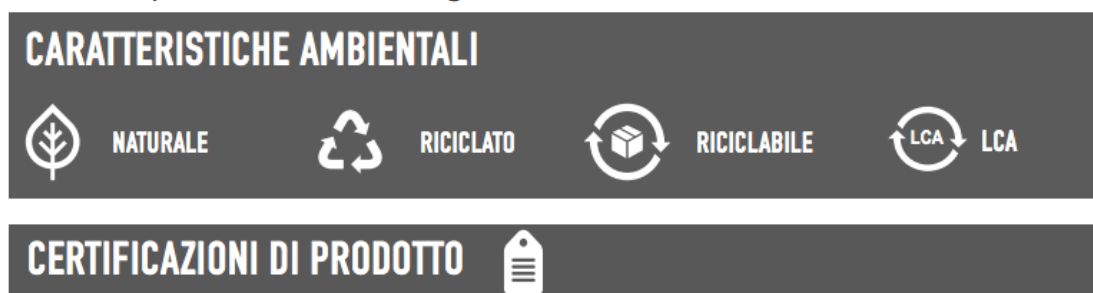 CARATTERISTICHE AMBIENTALI
NATURALE RICICLATO RICICLABILE LCA LCA
CERTIFICAZIONI DI PRODOTTO